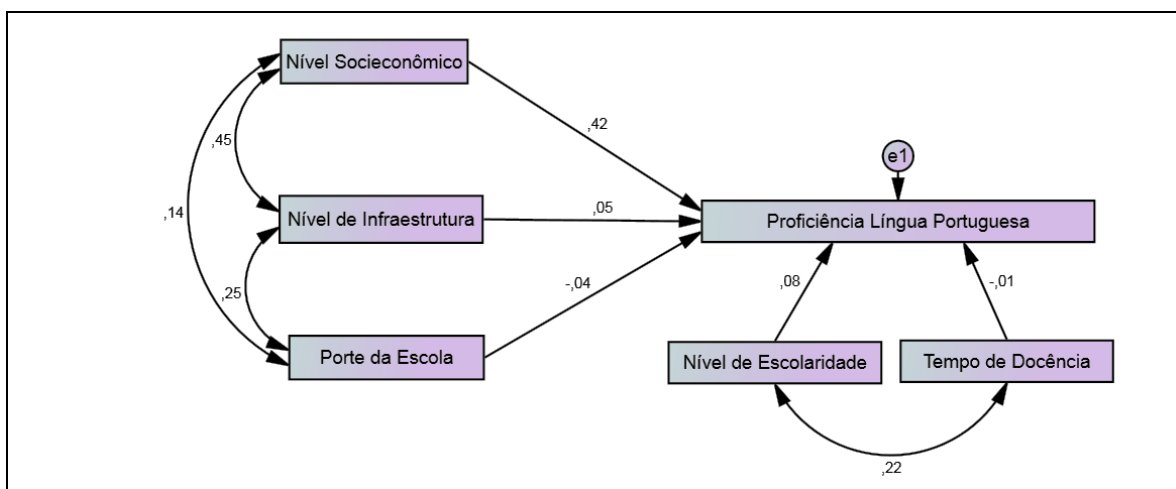 Nível Socieconômico
,42
,45
e1
,14
Nível de Infraestrutura
,05
Proficiência Língua Portuguesa
,25
-,04
,08
-,01
Porte da Escola
Nível de Escolaridade
Tempo de Docência
,22